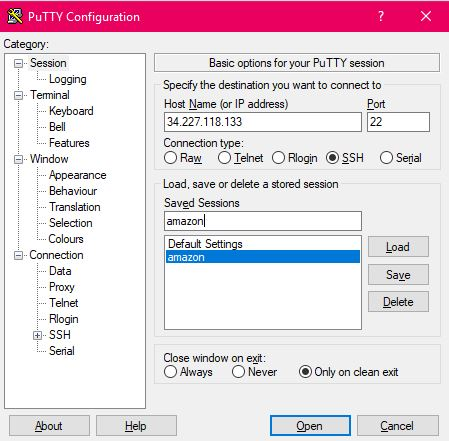 PuTTY Configuration
?
Category:
Session
Logging
Terminal
Keyboard
Bell
Features
Window
Appearance
Behaviour
Translation
Selection
Colours
Connection
Data
Proxy
Telnet
Rlogin
SSH
Serial
Basic options for your PuTTY session
Specify the destination you want to connect to
Host Name (or IP address) Port
34.227.118.133 22
Connection type:
Raw Telnet Rlogin SSH Serial
Load, save or delete a stored session
Saved Sessions
amazon
Default Settings
amazon
Load
Save
Delete
Close window on exit:
Always Never Only on clean exit
About Help Open Cancel